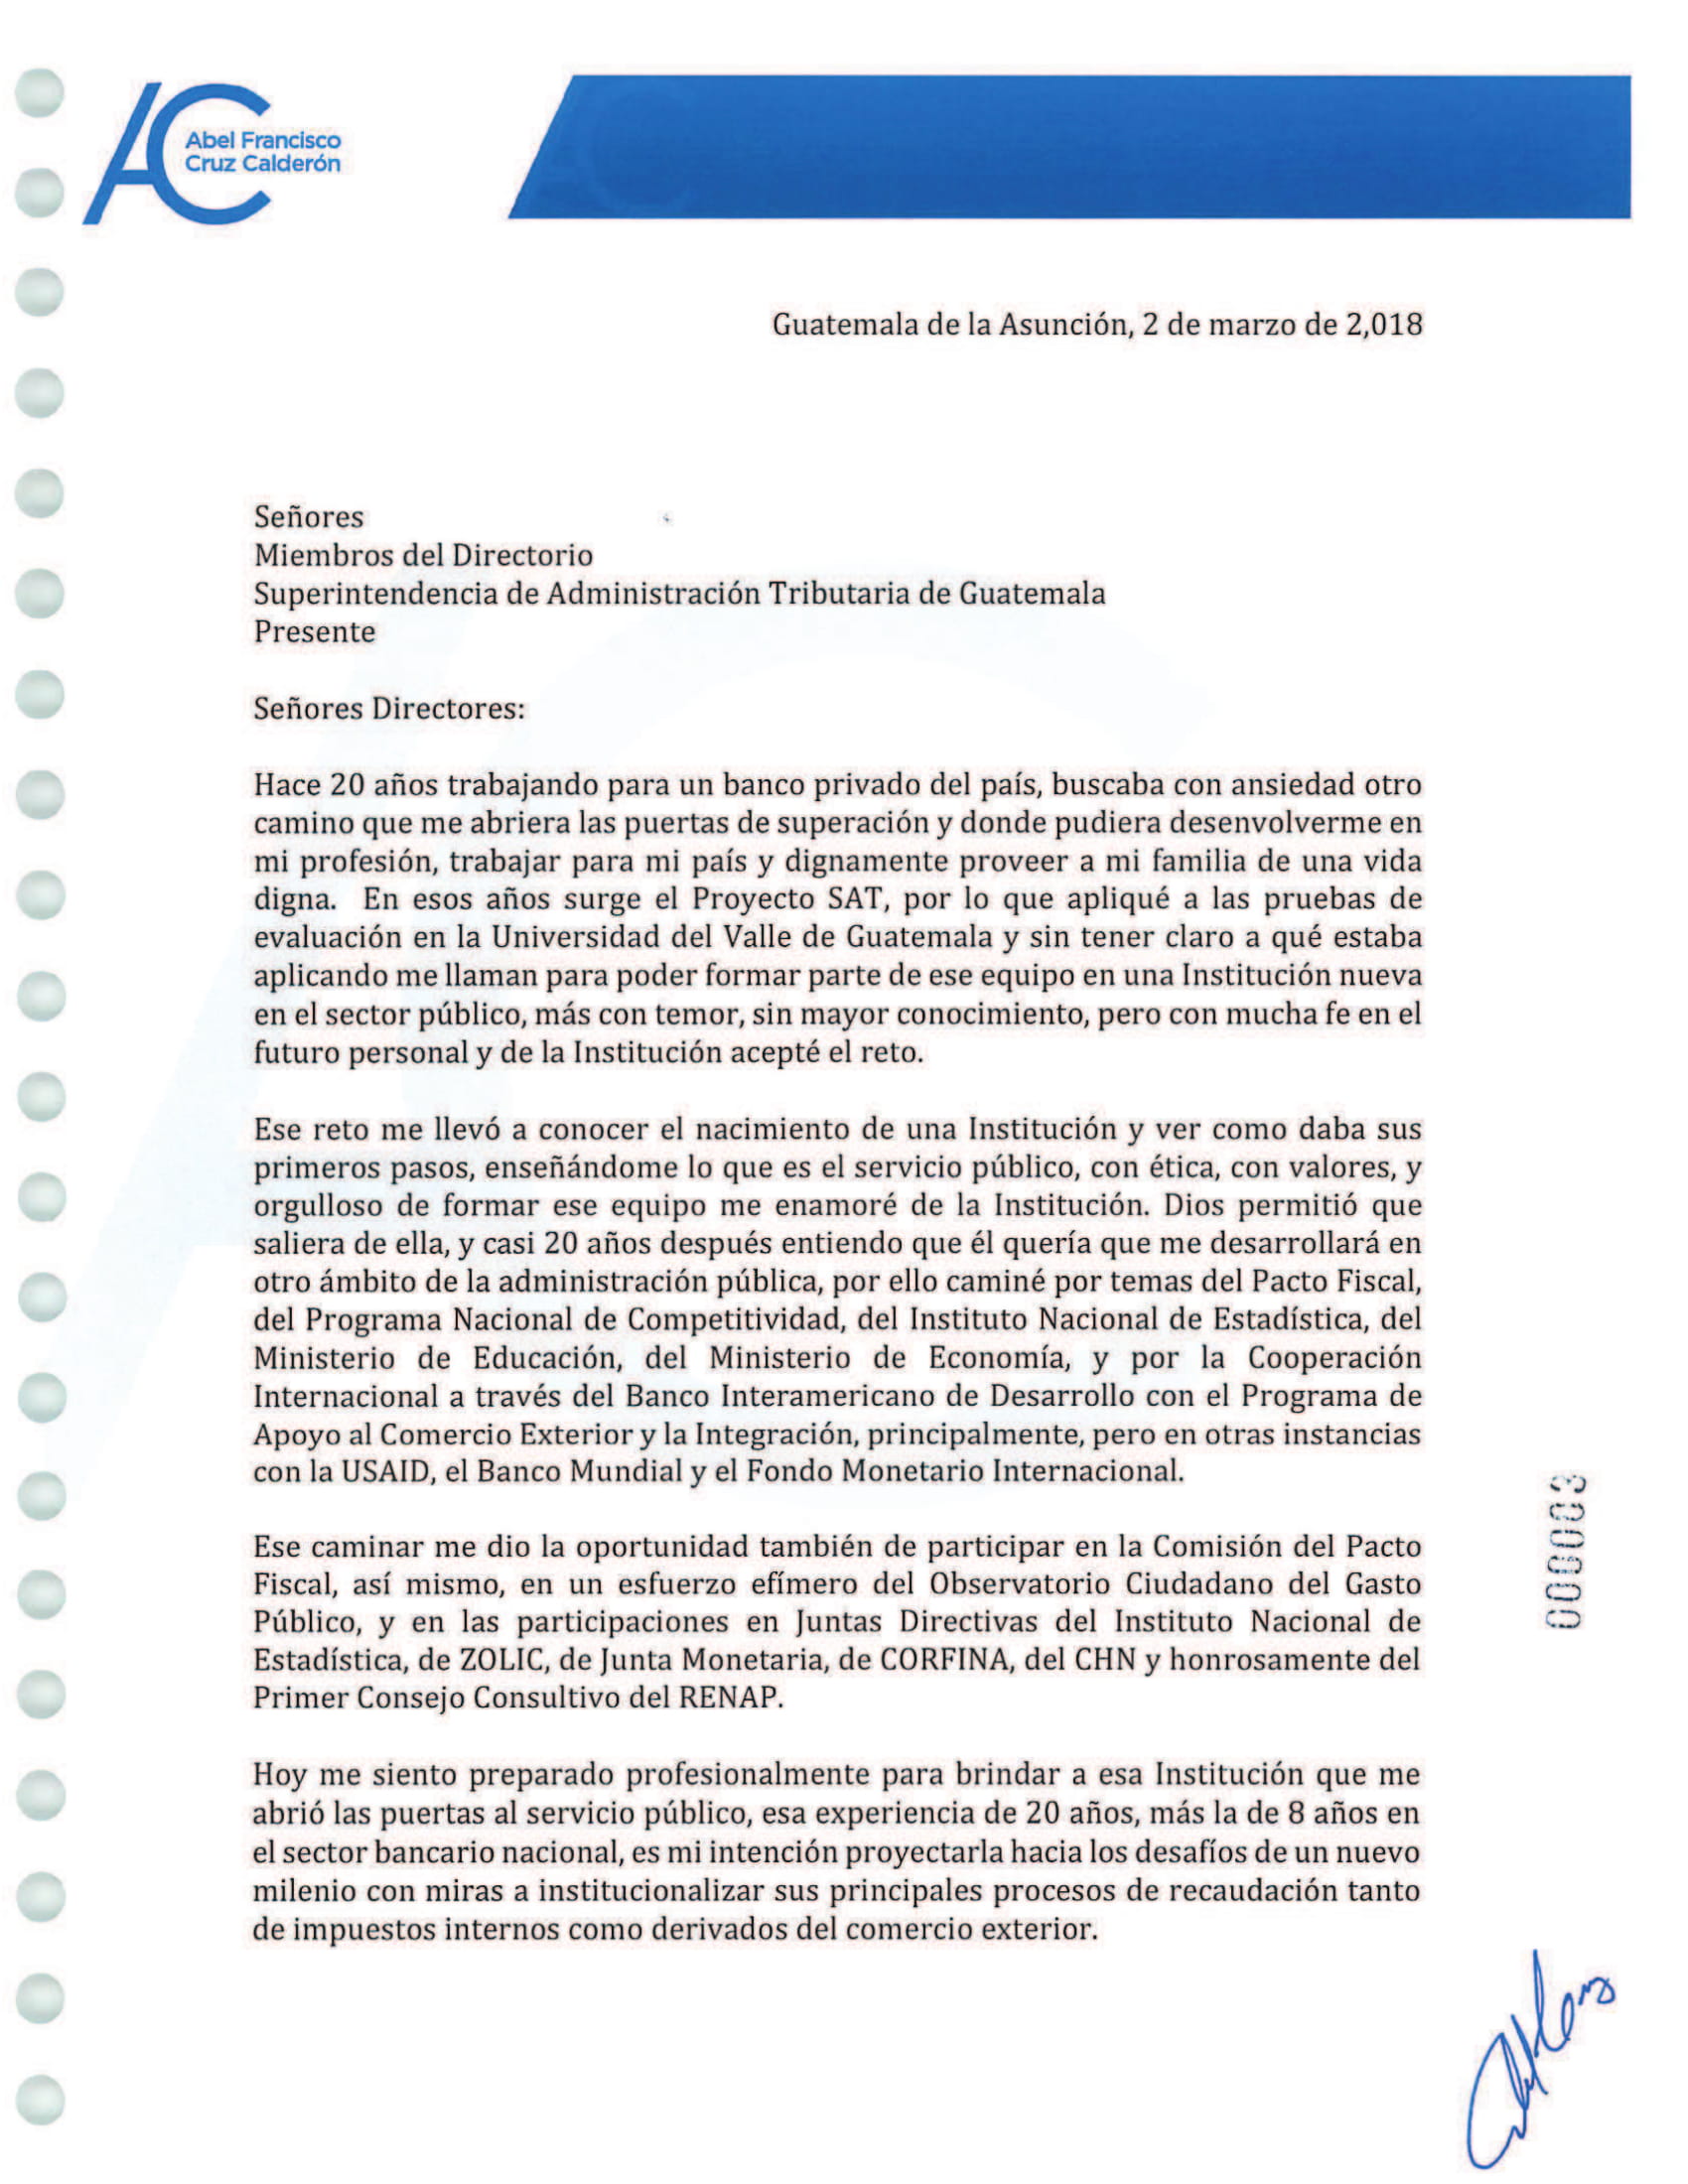 Abel Francisco
Cruz Calderón
Guatemala de la Asunción, 2 de marzo de 2,018
Señores
Miembros del Directorio
Superintendencia de Administración Tributaria de Guatemala
Presente
Señores Directores:
Hace 20 años trabajando para un banco privado del país, buscaba con ansiedad otro
camino que me abriera las puertas de superación y donde pudiera desenvolverme en
mi profesión, trabajar para mi país y dignamente proveer a mi familia de una vida
digna. En esos años surge el Proyecto SAT, por lo que apliqué a las pruebas de
evaluación en la Universidad del Valle de Guatemala y sin tener claro a qué estaba
aplicando me llaman para poder formar parte de ese equipo en una Institución nueva
en el sector público, más con temor, sin mayor conocimiento, pero con mucha fe en el
futuro personal y de la Institución acepté el reto.
Ese reto me llevó a conocer el nacimiento de una Institución y ver como daba sus
primeros pasos, enseñándome lo que es el servicio público, con ética, con valores, y
orgulloso de formar ese equipo me enamoré de la Institución. Dios permitió que
saliera de ella, y casi 20 años después entiendo que él quería que me desarrollará en
otro ámbito de la administración pública, por ello caminé por temas del Pacto Fiscal,
del Programa Nacional de Competitividad, del Instituto Nacional de Estadística, del
Ministerio de Educación, del Ministerio de Economía, y por la Cooperación
Internacional a través del Banco Interamericano de Desarrollo con el Programa de
Apoyo al Comercio Exterior y la Integración, principalmente, pero en otras instancias
con la USAID, el Banco Mundial y el Fondo Monetario Internacional.
Ese caminar me dio la oportunidad también de participar en la Comisión del Pacto
Fiscal, así mismo, en un esfuerzo efímero del Observatorio Ciudadano del Gasto
Público, y en las participaciones en Juntas Directivas del Instituto Nacional de
Estadística, de ZOLIC, de Junta Monetaria, de CORFINA, del CHN y honrosamente del
Primer Consejo Consultivo del RENAP.
Hoy me siento preparado profesionalmente para brindar a esa Institución que me
abrió las puertas al servicio público, esa experiencia de 20 años, más la de 8 años en
el sector bancario nacional, es mi intención proyectarla hacia los desafíos de un nuevo
milenio con miras a institucionalizar sus principales procesos de recaudación tanto
de impuestos internos como derivados del comercio exterior.
000003